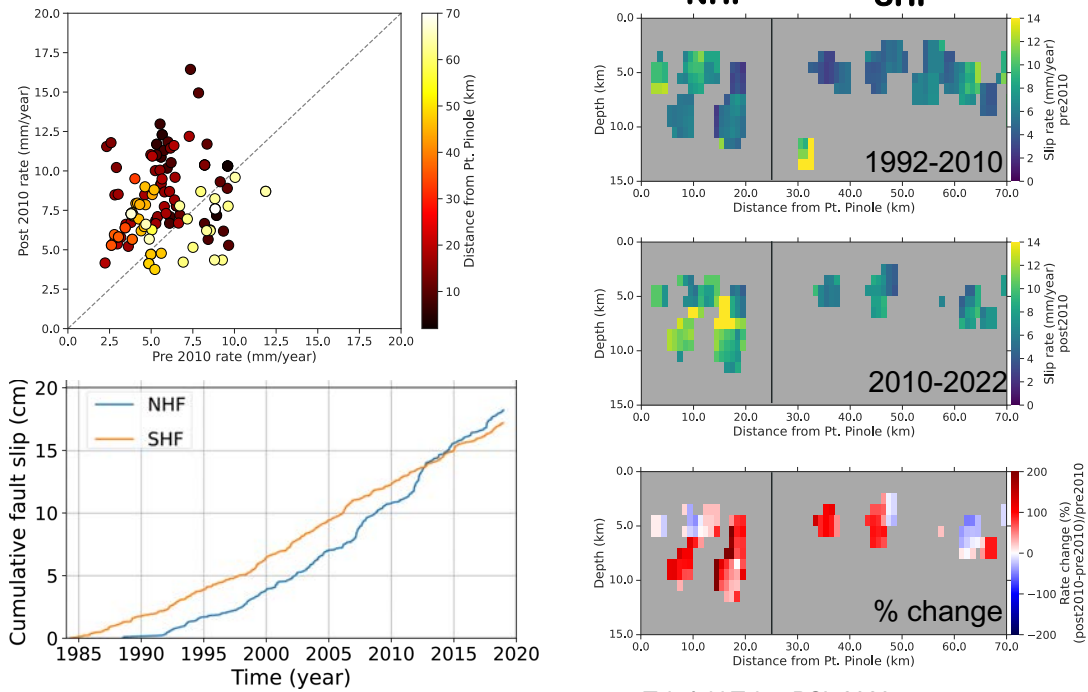 20.0
17.5
15.0
12.5
10.0
7.5
5.0
2.5
0.0
Post 2010 rate (mm/year)
0.0 2.5 5.0 7.5 10.0 12.5 15.0 17.5 20.0
Pre 2010 rate (mm/year)
70
60
50
40
30
20
10
Distance from Pt. Pinole (km)
20
15
10
5
0
Cumulative fault slip (cm)
NHF
SHF
1985 1990 1995 2000 2005 2010 2015 2020
Time (year)
NHF SHF
0.0
5.0
10.0
15.0
Depth (km)
1992-2010
0.0 10.0 20.0 30.0 40.0 50.0 60.0 70.0
Distance from Pt. Pinole (km)
14
12
10
8
6
4
2
0
Slip rate (mm/year)
pre2010
0.0
5.0
10.0
15.0
Depth (km)
2010-2022
0.0 10.0 20.0 30.0 40.0 50.0 60.0 70.0
Distance from Pt. Pinole (km)
14
12
10
8
6
4
2
0
Slip rate (mm/year)
post2010
0.0
5.0
10.0
15.0
Depth (km)
% change
0.0 10.0 20.0 30.0 40.0 50.0 60.0 70.0
Distance from Pt. Pinole (km)
200
100
0
−100
−200
Rate change (%)
(post2010-pre2010)/pre2010